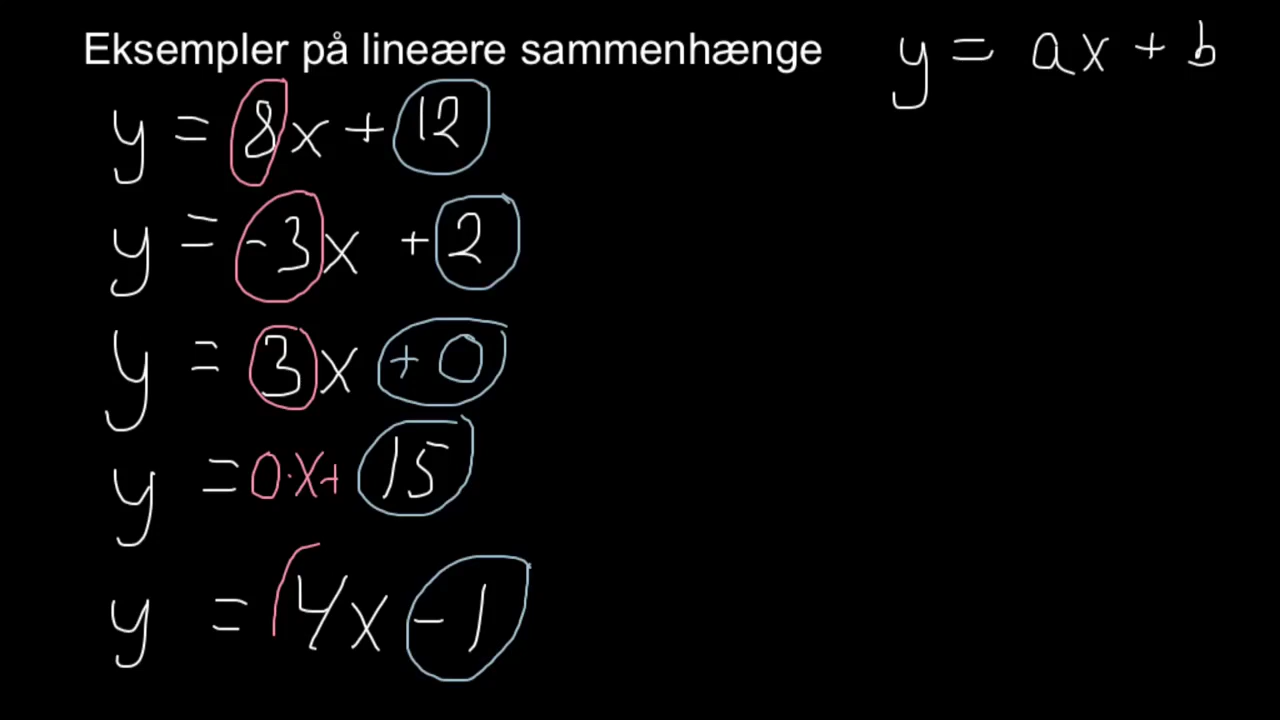 Eksempler på lineære sammenhænge
y = ax + b
y = 8x + 12
y = -3x + 2
y = 3x + 0
y = 0·x+ 15
y = 4x - 1